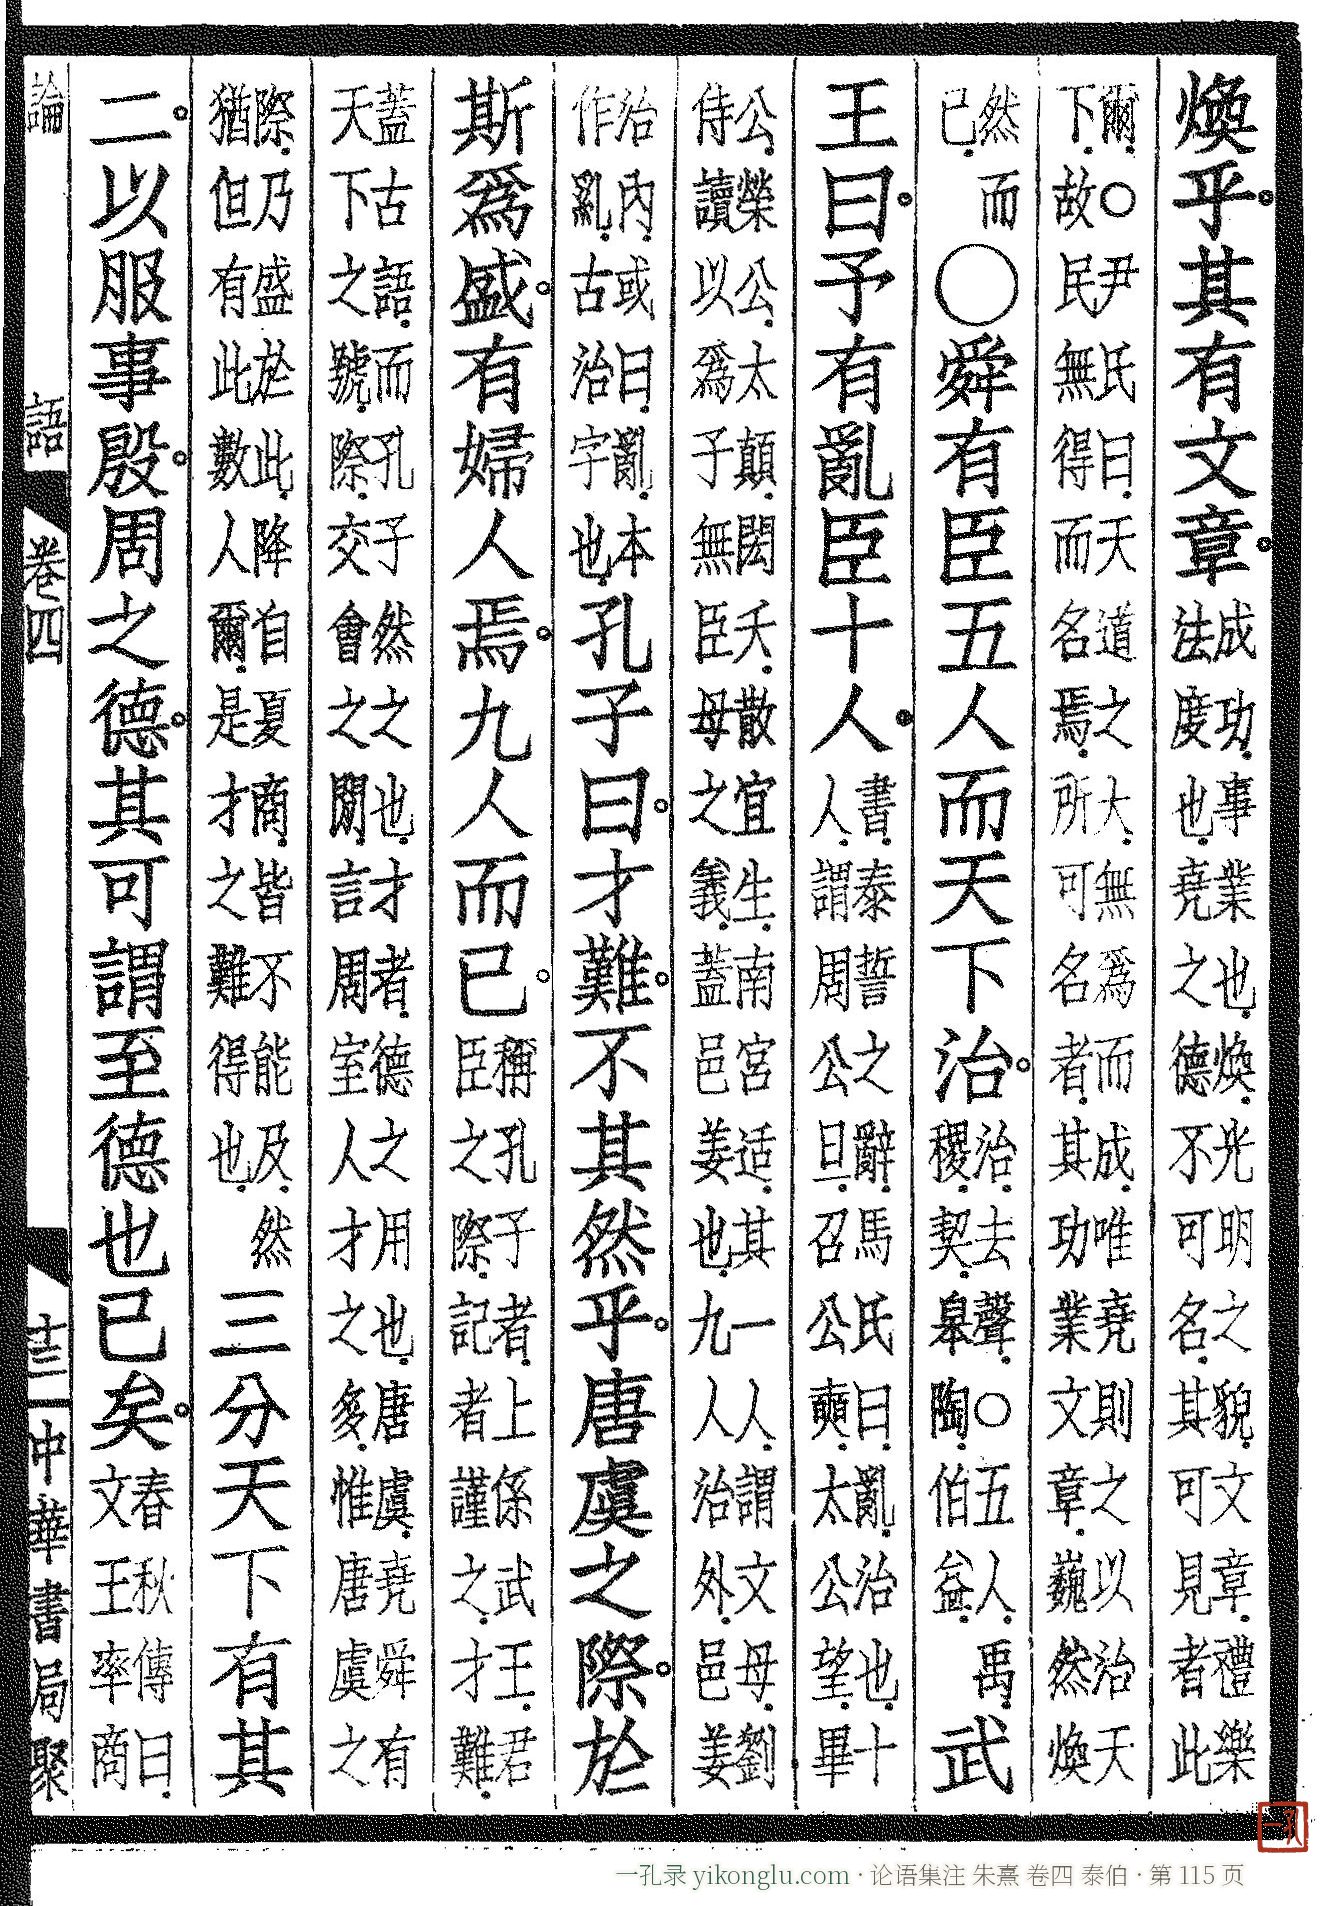 煥乎。其有文章。成功。事業也。煥。光明之貌。文章。禮樂
法度也。堯之德不可名。其可見者此
爾。○尹氏曰。天道之大。無爲而成。唯堯則之以治天
下。故民無得而名焉。所可名者。其功業文章。巍然煥
然而
已。
○舜有臣五人而天下治。治。去聲。○五人。禹。
稷。契。皋陶。伯益。
武
王曰。予有亂臣十人。書泰誓之辭。馬氏曰。亂。治也。十
人。謂周公旦。召公奭。太公望。畢
公。榮公。太顛。閎夭。散宜生。南宮适。其一人。謂文母。劉
侍讀以爲子無臣母之義。蓋邑姜也。九人治外。邑姜
治內。或曰。亂。本
作亂。古治字也。
孔子曰。才難。不其然乎。唐虞之際。於
斯爲盛。有婦人焉。九人而已。稱孔子者。上係武王。君
臣之際。記者謹之。才難。
蓋古語。而孔子然之也。才者。德之用也。唐虞。堯舜有
天下之號。際。交會之閒。言周室人才之多。惟唐虞之
際。乃盛於此。降自夏商。皆不能及。然
猶但有此數人爾。是才之難得也。
三分天下有其
二。以服事殷。周之德。其可謂至德也已矣。春秋傳曰。
文王率商
論語 卷四 十三 中華書局聚
一孔
一孔录 yikonglu.com · 论语集注 朱熹 卷四 泰伯 · 第 115 页